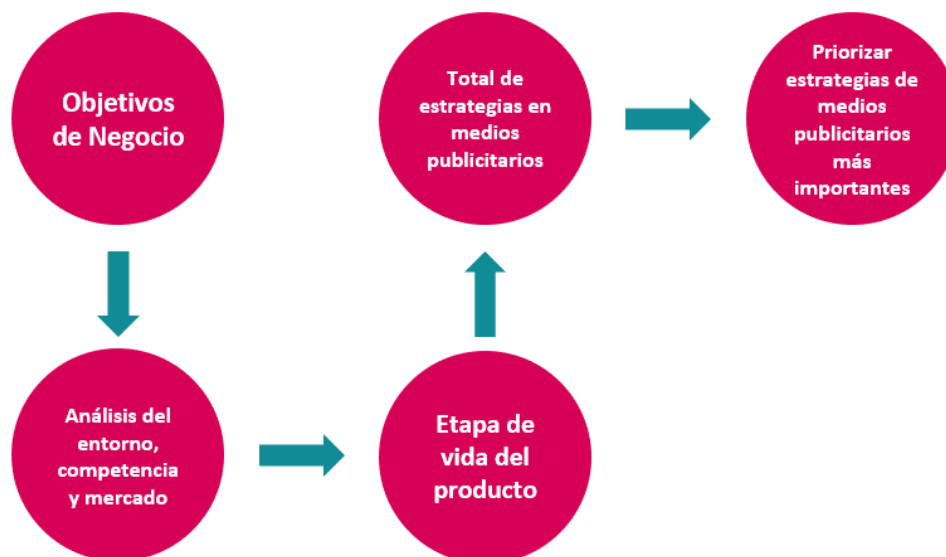 Objetivos
de Negocio
Análisis del
entorno,
competencia
y mercado
Etapa de
vida del
producto
Total de
estrategias en
medios
publicitarios
Priorizar
estrategias de
medios
publicitarios
más
importantes